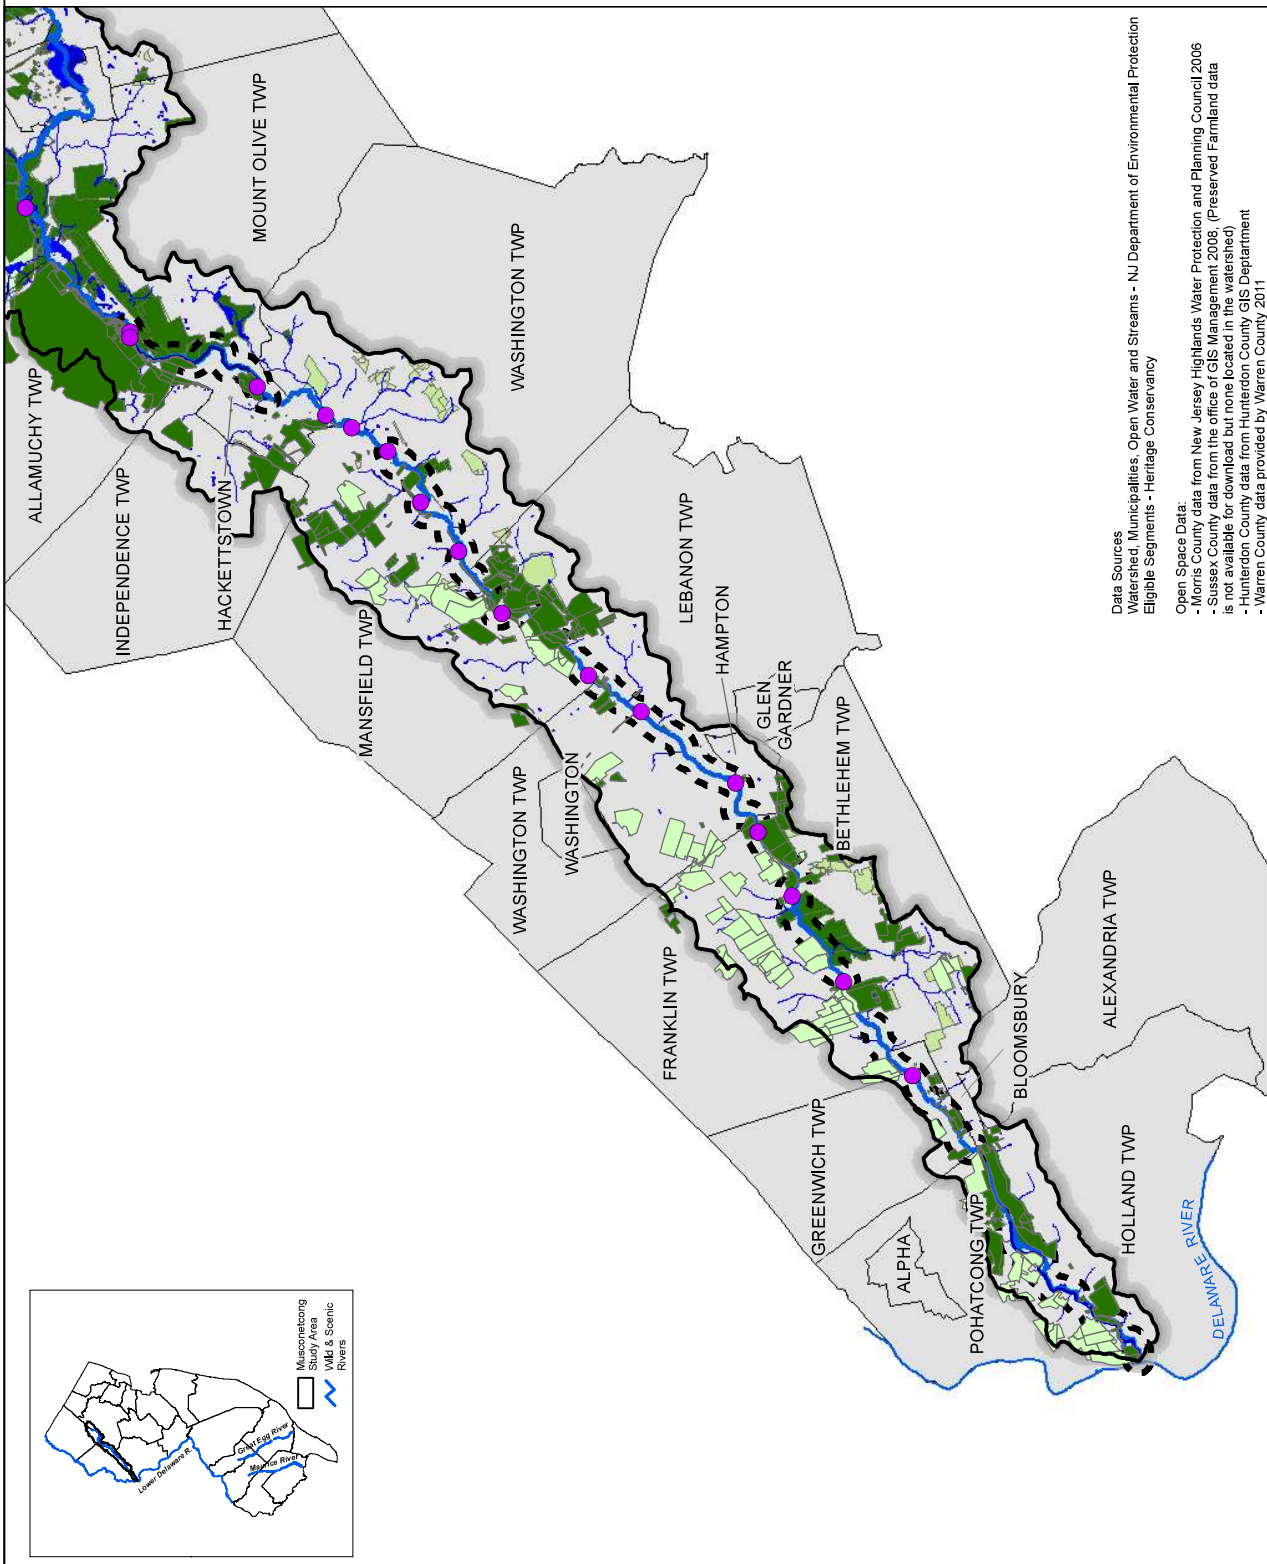 ALLAMUCHY TWP
INDEPENDENCE TWP
HACKETTSTOWN
MOUNT OLIVE TWP
WASHINGTON TWP
MANSFIELD TWP
LEBANON TWP
HAMPTON
GLEN
GARDNER
WASHINGTON TWP
WASHINGTON
BETHLEHEM TWP
FRANKLIN TWP
BLOOMSBURY
ALEXANDRIA TWP
GREENWICH TWP
ALPHA
POHATCONG TWP
HOLLAND TWP
DELAWARE RIVER
Data Sources
Watershed, Municipalities, Open Water and Streams - NJ Department of Environmental Protection
Eligible Segments - Heritage Conservancy
Open Space Data:
- Morris County data from New Jersey Highlands Water Protection and Planning Council 2006
- Sussex County data from the office of GIS Management 2008, (Preserved Farmland data
is not available for download but none located in the watershed)
- Hunterdon County data from Hunterdon County GIS Deptartment
- Warren County data provided by Warren County 2011
Musconetcong
Study Area
Wild & Scenic
Rivers
Lower Delaware R.
Great Egg River
Maurice River